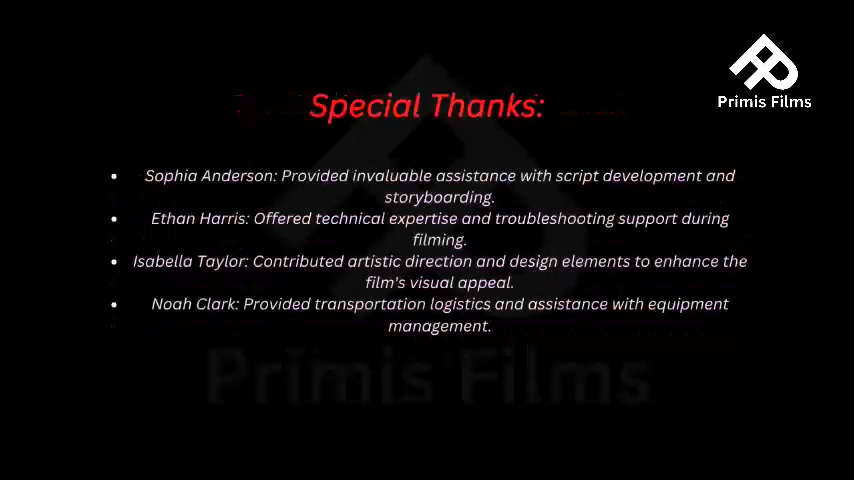 Primis Films
Special Thanks:
• Sophia Anderson: Provided invaluable assistance with script development and
storyboarding.
• Ethan Harris: Offered technical expertise and troubleshooting support during
filming.
• Isabella Taylor: Contributed artistic direction and design elements to enhance the
film's visual appeal.
• Noah Clark: Provided transportation logistics and assistance with equipment
management.
Primis Films